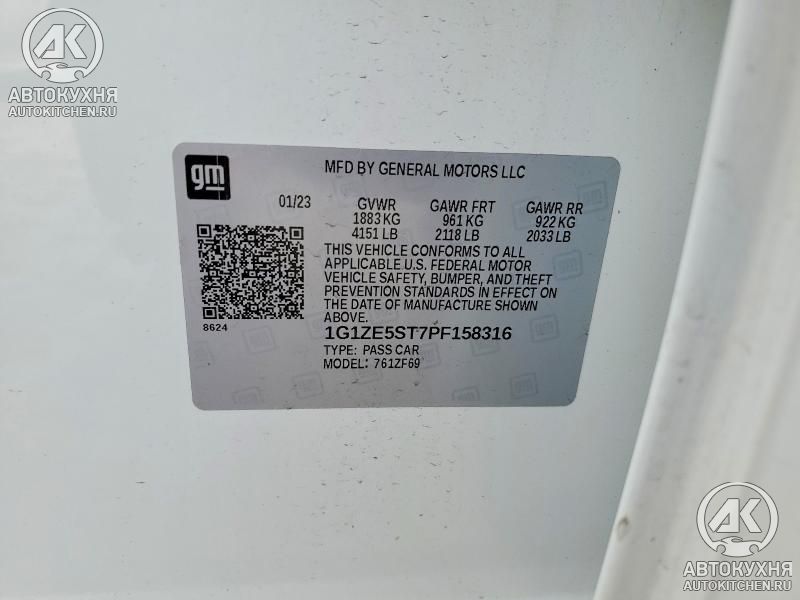 AK
АВТОКУХНЯ
AUTOKITCHEN.RU
gm
MFD BY GENERAL MOTORS LLC
01/23 GVWR GAWR FRT GAWR RR
1883 KG 961 KG 922 KG
4151 LB 2118 LB 2033 LB
THIS VEHICLE CONFORMS TO ALL
APPLICABLE U.S. FEDERAL MOTOR
VEHICLE SAFETY, BUMPER, AND THEFT
PREVENTION STANDARDS IN EFFECT ON
THE DATE OF MANUFACTURE SHOWN
ABOVE.
8624
1G1ZE5ST7PF158316
TYPE: PASS CAR
MODEL: 761ZF69
AK
АВТОКУХНЯ
AUTOKITCHEN.RU